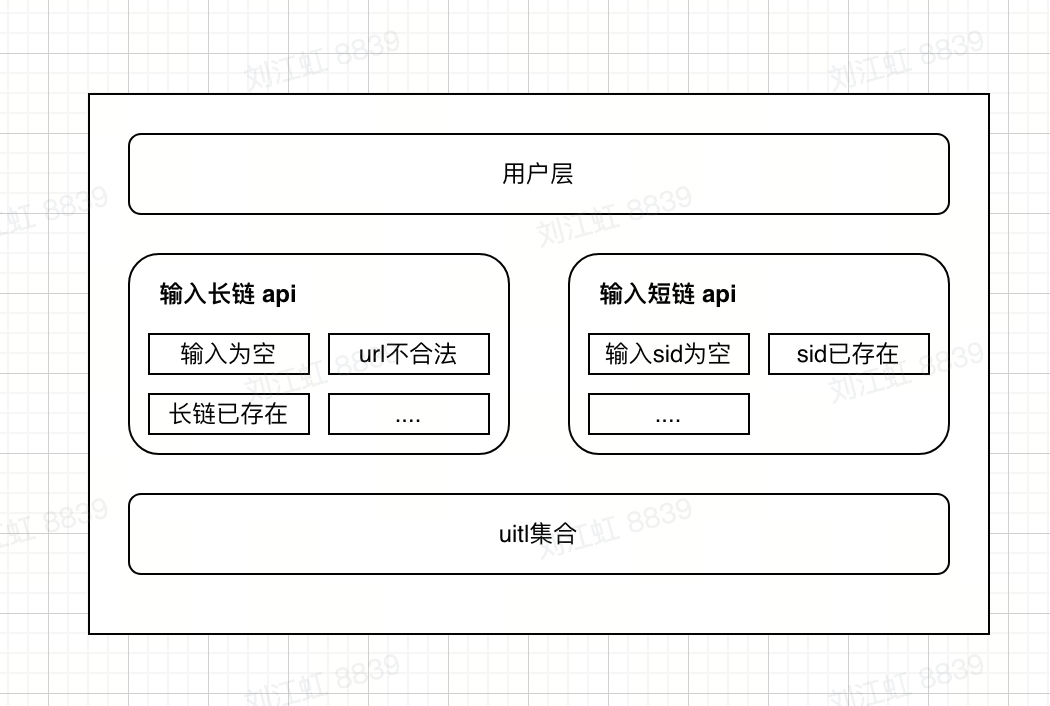 刘江虹 8839
刘江虹 8839
用户层
江虹 8839
刘江虹 8839
输入长链 api
输入短链 api
输入为空
url不合法
输入sid为空
sid已存在
刘江虹 8839
刘江虹 8839
长链已存在
....
....
江虹 8839
刘江虹 8839
uitl集合
刘江虹 8839
刘江虹 8839